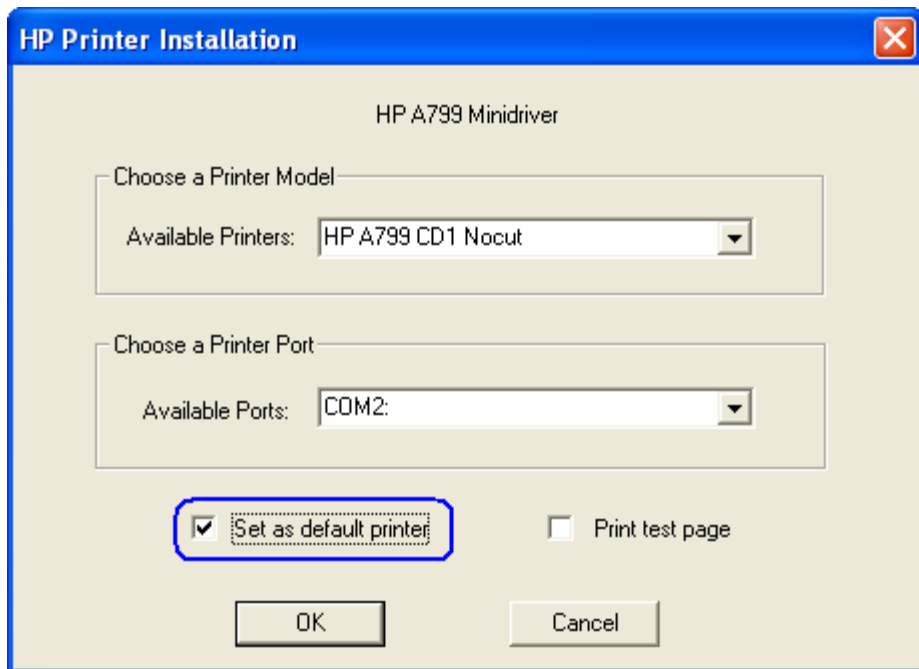 HP Printer Installation
HP A799 Minidriver
Choose a Printer Model
Available Printers: HP A799 CD1 Nocut
Choose a Printer Port
Available Ports: COM2:
Set as default printer Print test page
OK Cancel